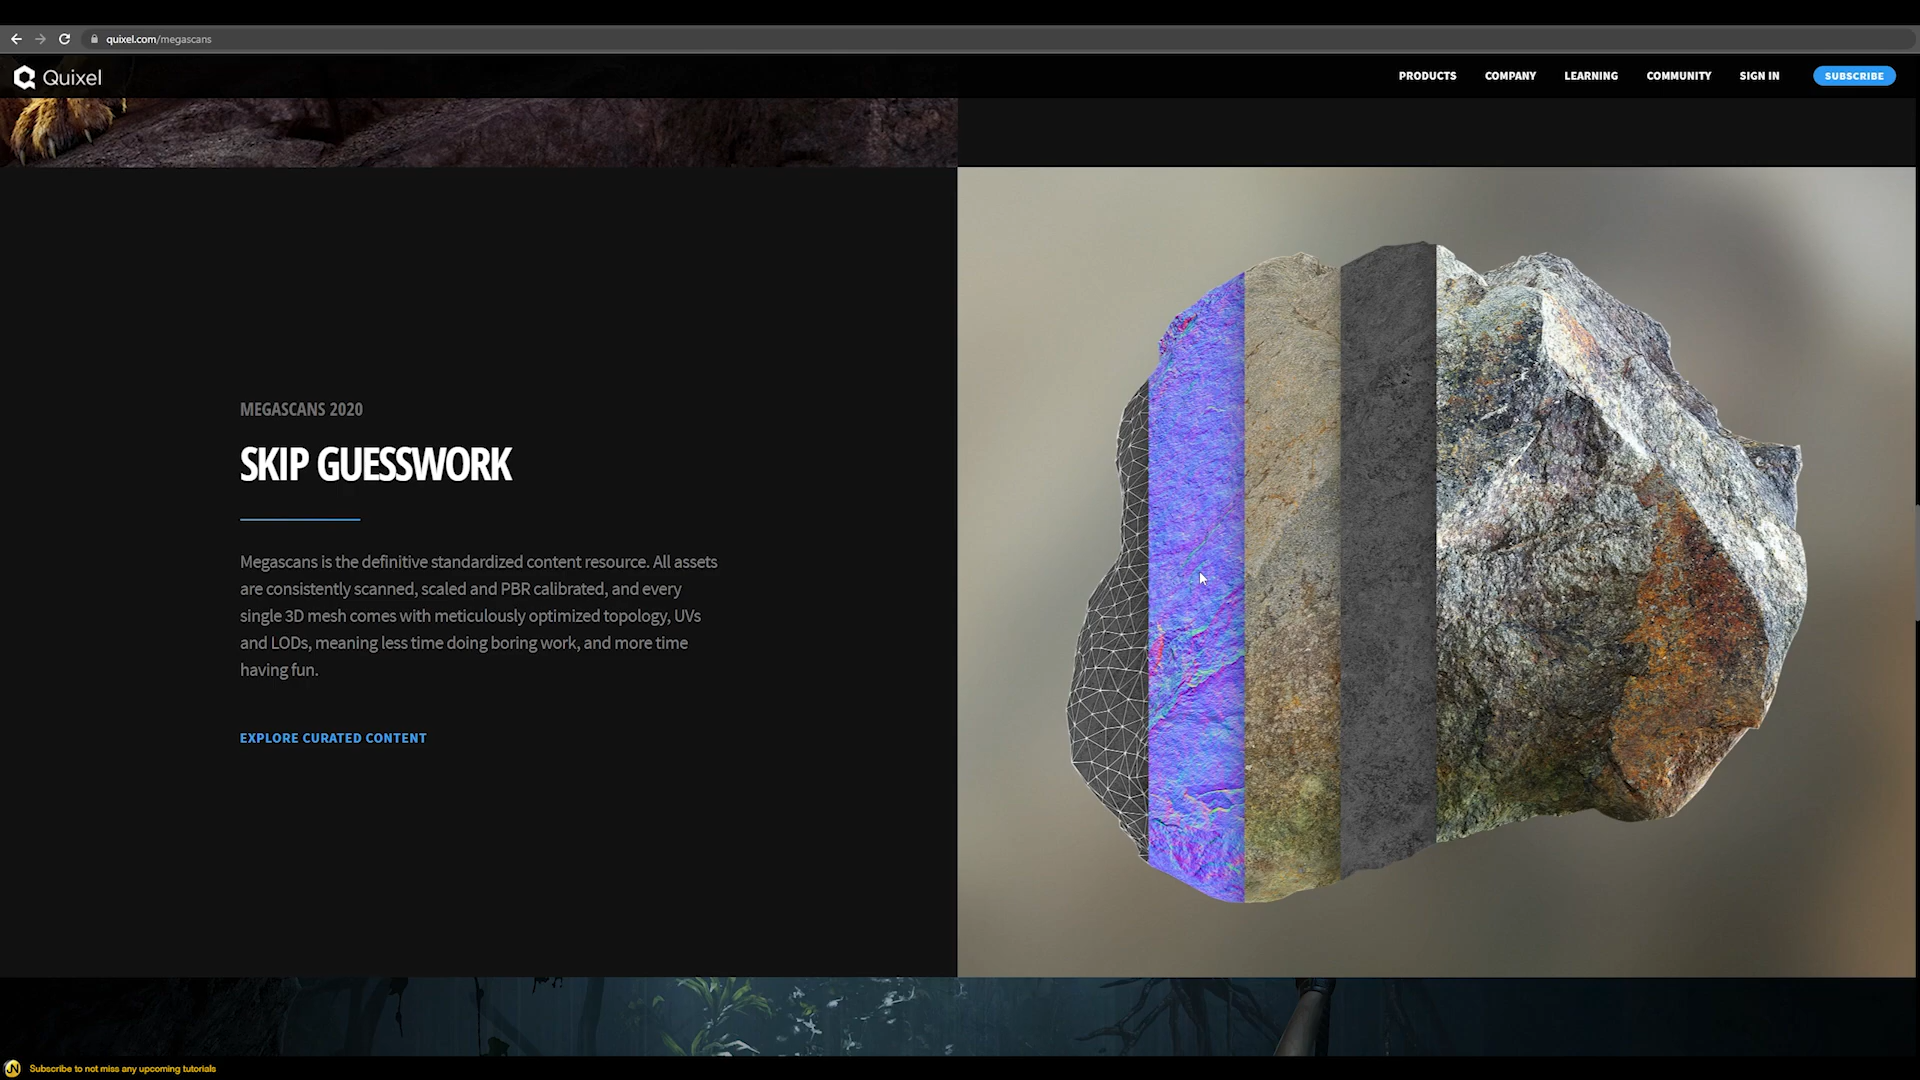 quixel.com/megascans
Quixel
PRODUCTS COMPANY LEARNING COMMUNITY SIGN IN SUBSCRIBE
MEGASCANS 2020
SKIP GUESSWORK
Megascans is the definitive standardized content resource. All assets
are consistently scanned, scaled and PBR calibrated, and every
single 3D mesh comes with meticulously optimized topology, UVs
and LODs, meaning less time doing boring work, and more time
having fun.
EXPLORE CURATED CONTENT
JN Subscribe to not miss any upcoming tutorials